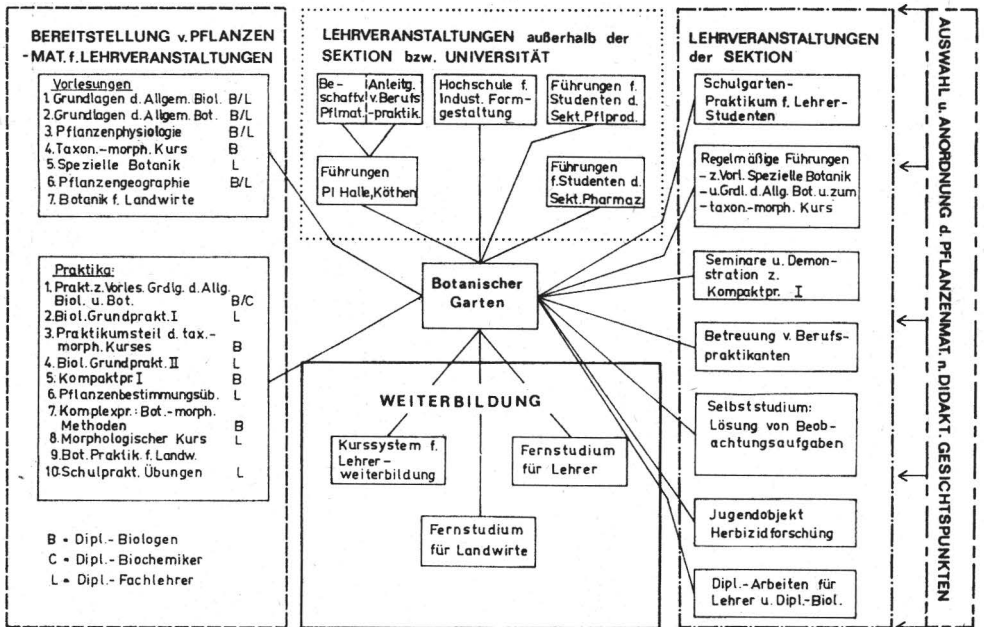 BEREITSTELLUNG v. PFLANZEN
-MAT. f. LEHRVERANSTALTUNGEN
Vorlesungen
1. Grundlagen d. Allgem. Biol. B/L
2. Grundlagen d. Allgem. Bot. B/L
3. Pflanzenphysiologie B/L
4. Taxon.-morph. Kurs B
5. Spezielle Botanik L
6. Pflanzengeographie B/L
7. Botanik f. Landwirte
Praktika:
1. Prakt. z. Vorles. Grdlg. d. Allg.
Biol. u. Bot. B/C
2. Biol. Grundprakt. I L
3. Praktikumsteil d. tax.-
morph. Kurses B
4. Biol. Grundprakt. II L
5. Kompaktpr. I B
6. Pflanzenbestimmungsüb. L
7. Komplexpr.: Bot.-morph.
Methoden B
8. Morphologischer Kurs L
9. Bot. Praktik. f. Landw.
10. Schulprakt. Übungen L
B = Dipl.-Biologen
C = Dipl.-Biochemiker
L = Dipl.-Fachlehrer
LEHRVERANSTALTUNGEN außerhalb der
SEKTION bzw. UNIVERSITÄT
Be-
schaff v.
Pflmat.
Anleitg.
v. Berufs
-praktik.
Hochschule f.
Indust. Form-
gestaltung
Führungen f.
Studenten d.
Sekt. Pflprod.
Führungen
PI Halle, Köthen
Führungen
f. Studenten d.
Sekt. Pharmaz.
Botanischer
Garten
WEITERBILDUNG
Kurssystem f.
Lehrer-
weiterbildung
Fernstudium
für Lehrer
Fernstudium
für Landwirte
LEHRVERANSTALTUNGEN
der SEKTION
Schulgarten-
Praktikum f. Lehrer-
Studenten
Regelmäßige Führungen
- z. Vorl. Spezielle Botanik
- u. Grdl. d. Allg. Bot. u. zum
- taxon.-morph. Kurs
Seminare u. Demon-
stration z.
Kompaktpr. I
Betreuung v. Berufs-
praktikanten
Selbststudium:
Lösung von Beob-
achtungsaufgaben
Jugendobjekt
Herbizidforschung
Dipl.-Arbeiten für
Lehrer u. Dipl.-Biol.
AUSWAHL u. ANORDNUNG d. PFLANZENMAT. n. DIDAKT. GESICHTSPUNKTEN